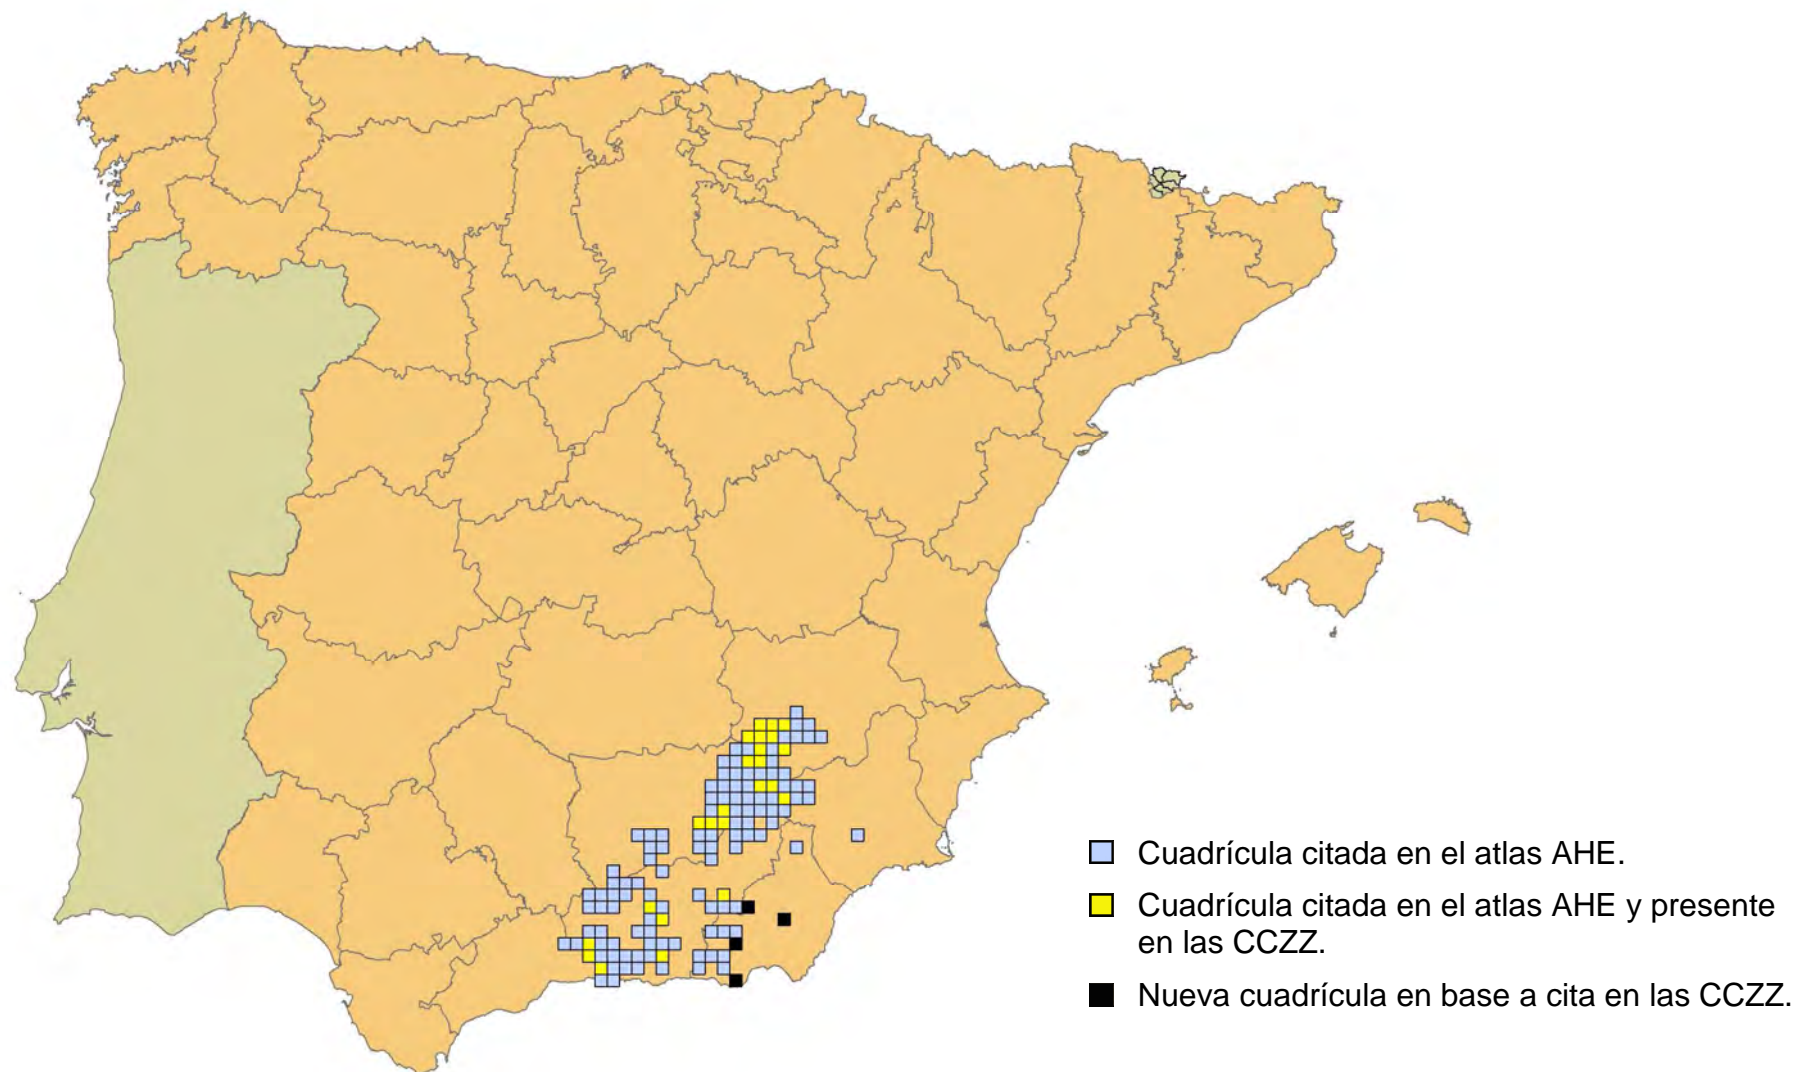 Cuadrícula citada en el atlas AHE.
Cuadrícula citada en el atlas AHE y presente
en las CCZZ.
Nueva cuadrícula en base a cita en las CCZZ.